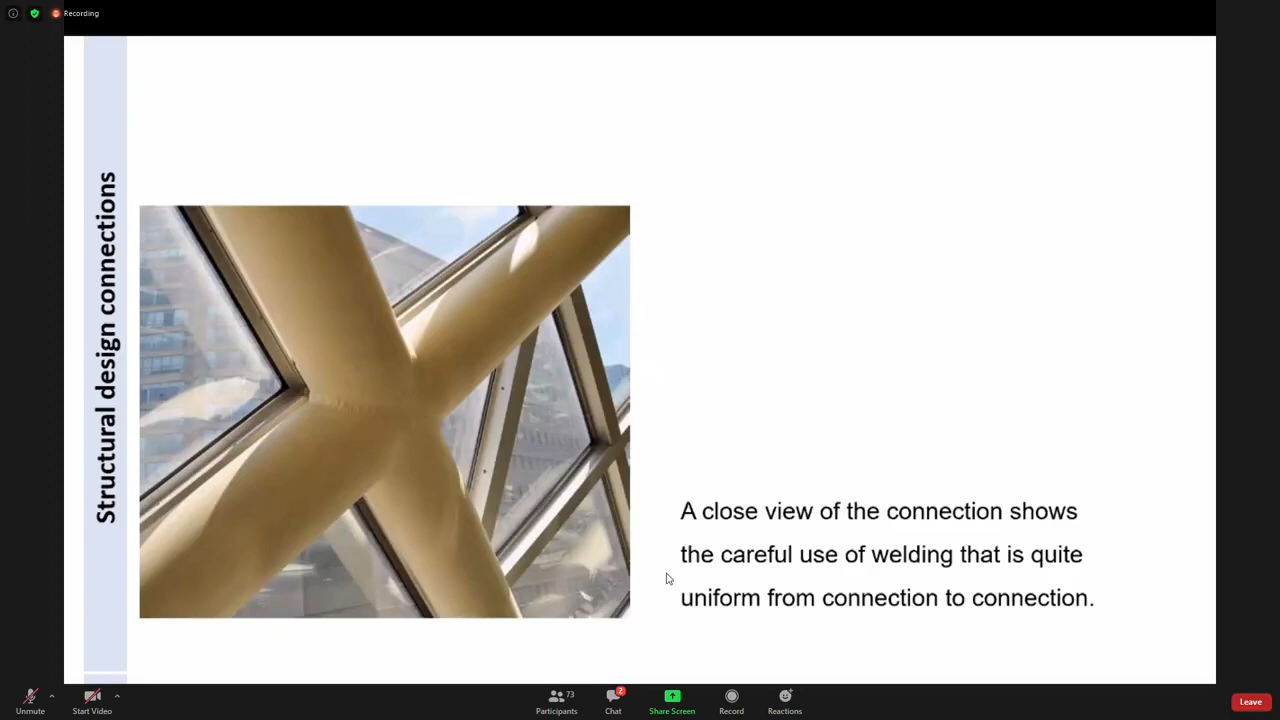 Recording
Structural design connections
A close view of the connection shows
the careful use of welding that is quite
uniform from connection to connection.
Unmute
Start Video
73
Participants
2
Chat
Share Screen
Record
Reactions
Leave